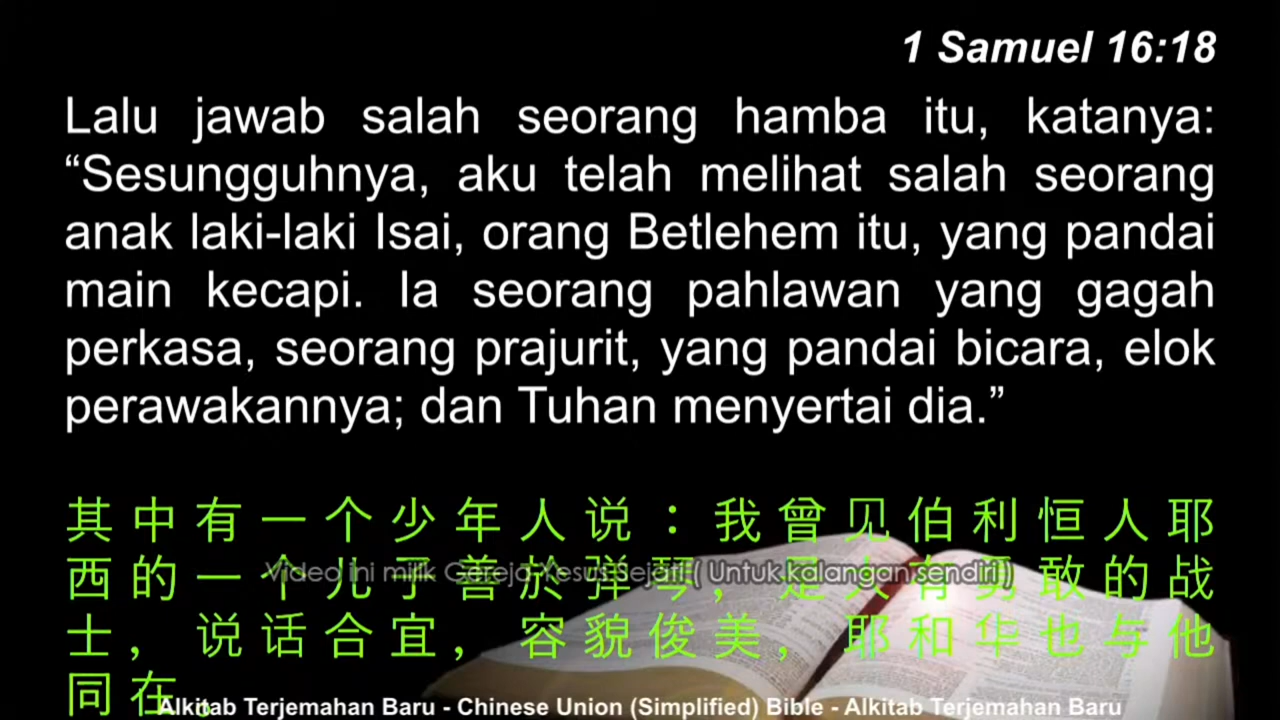 1 Samuel 16:18
Lalu jawab salah seorang hamba itu, katanya:
“Sesungguhnya, aku telah melihat salah seorang
anak laki-laki Isai, orang Betlehem itu, yang pandai
main kecapi. Ia seorang pahlawan yang gagah
perkasa, seorang prajurit, yang pandai bicara, elok
perawakannya; dan Tuhan menyertai dia.”
其中有一个少年人说：我曾见伯利恒人耶
西的一个儿子善於弹琴，是大有勇敢的战
Video ini milik Gereja Yesus Sejati ( Untuk kalangan sendiri )
士，说话合宜，容貌俊美，耶和华也与他
同在。
Alkitab Terjemahan Baru - Chinese Union (Simplified) Bible - Alkitab Terjemahan Baru